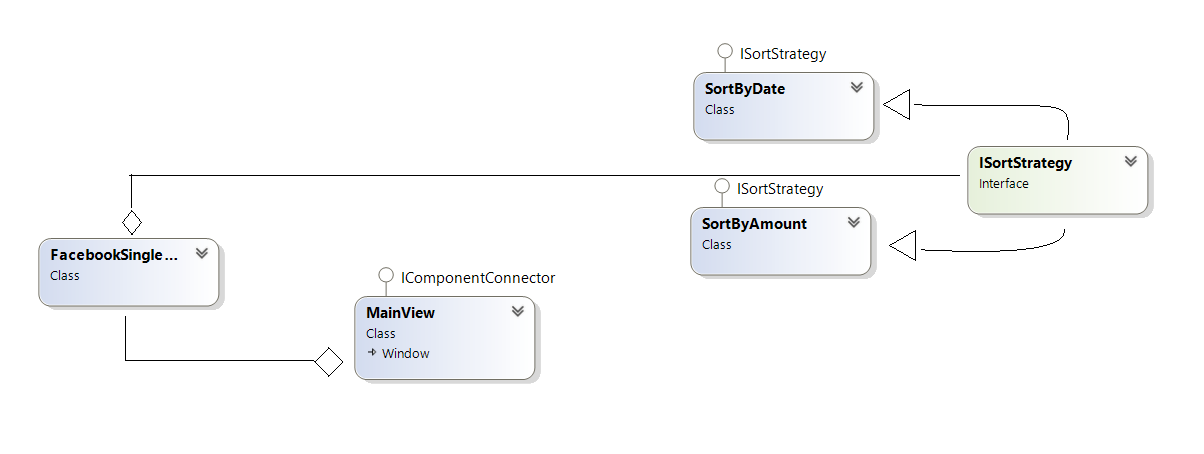 ISortStrategy
SortByDate
Class
ISortStrategy
Interface
ISortStrategy
SortByAmount
Class
FacebookSingle...
Class
IComponentConnector
MainView
Class
Window